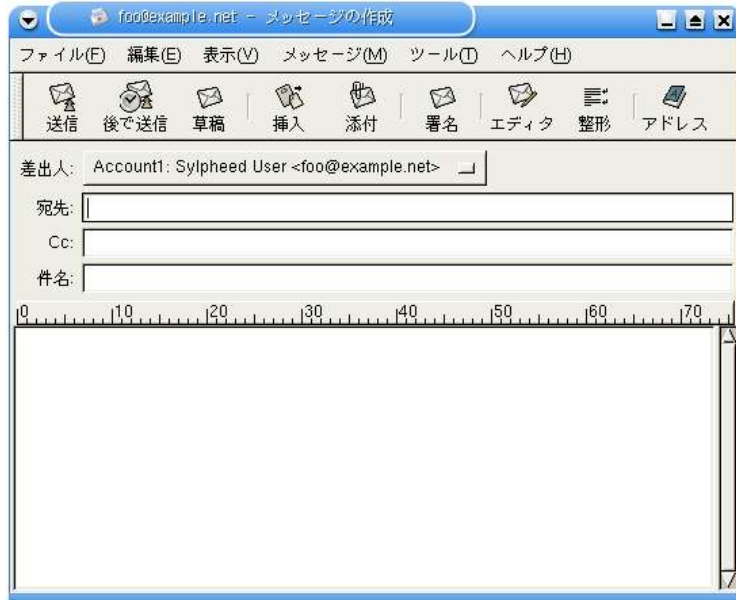 foo@example.net - メッセージの作成
ファイル(F) 編集(E) 表示(V) メッセージ(M) ツール(T) ヘルプ(H)
送信 後で送信 草稿 挿入 添付 署名 エディタ 整形 アドレス
差出人: Account1: Sylpheed User <foo@example.net>
宛先:
Cc:
件名:
0 10 20 30 40 50 60 70